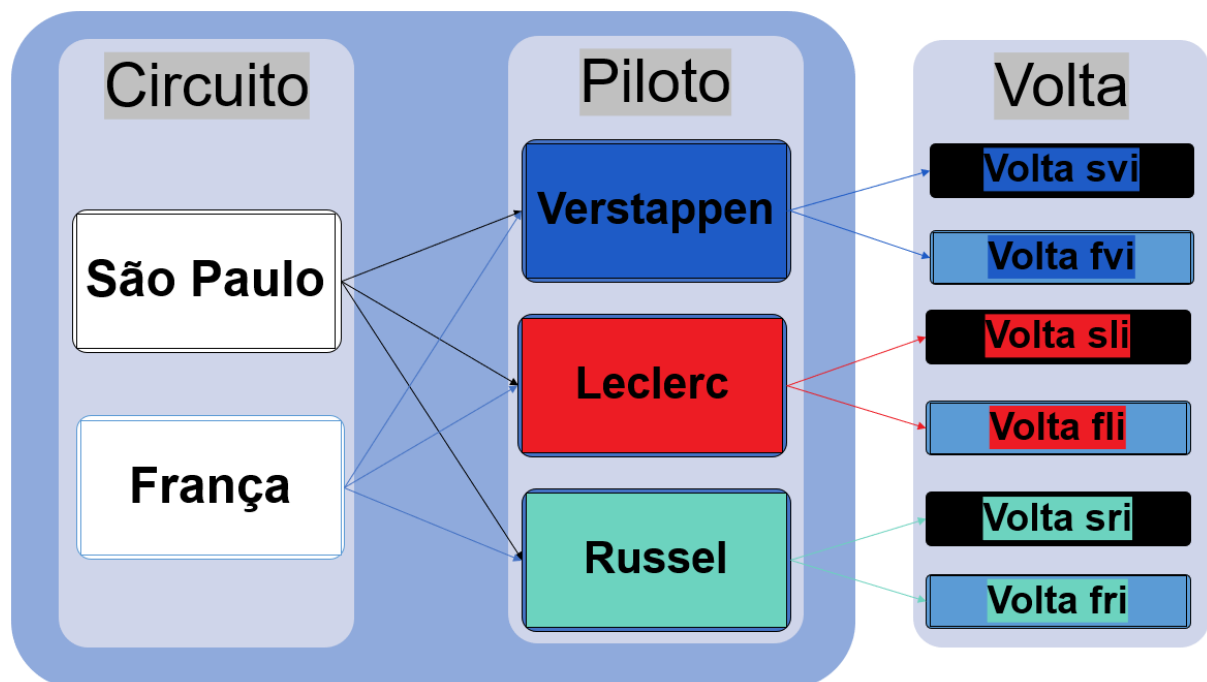 Circuito
São Paulo
França
Piloto
Verstappen
Leclerc
Russel
Volta
Volta svi
Volta fvi
Volta sli
Volta fli
Volta sri
Volta fri